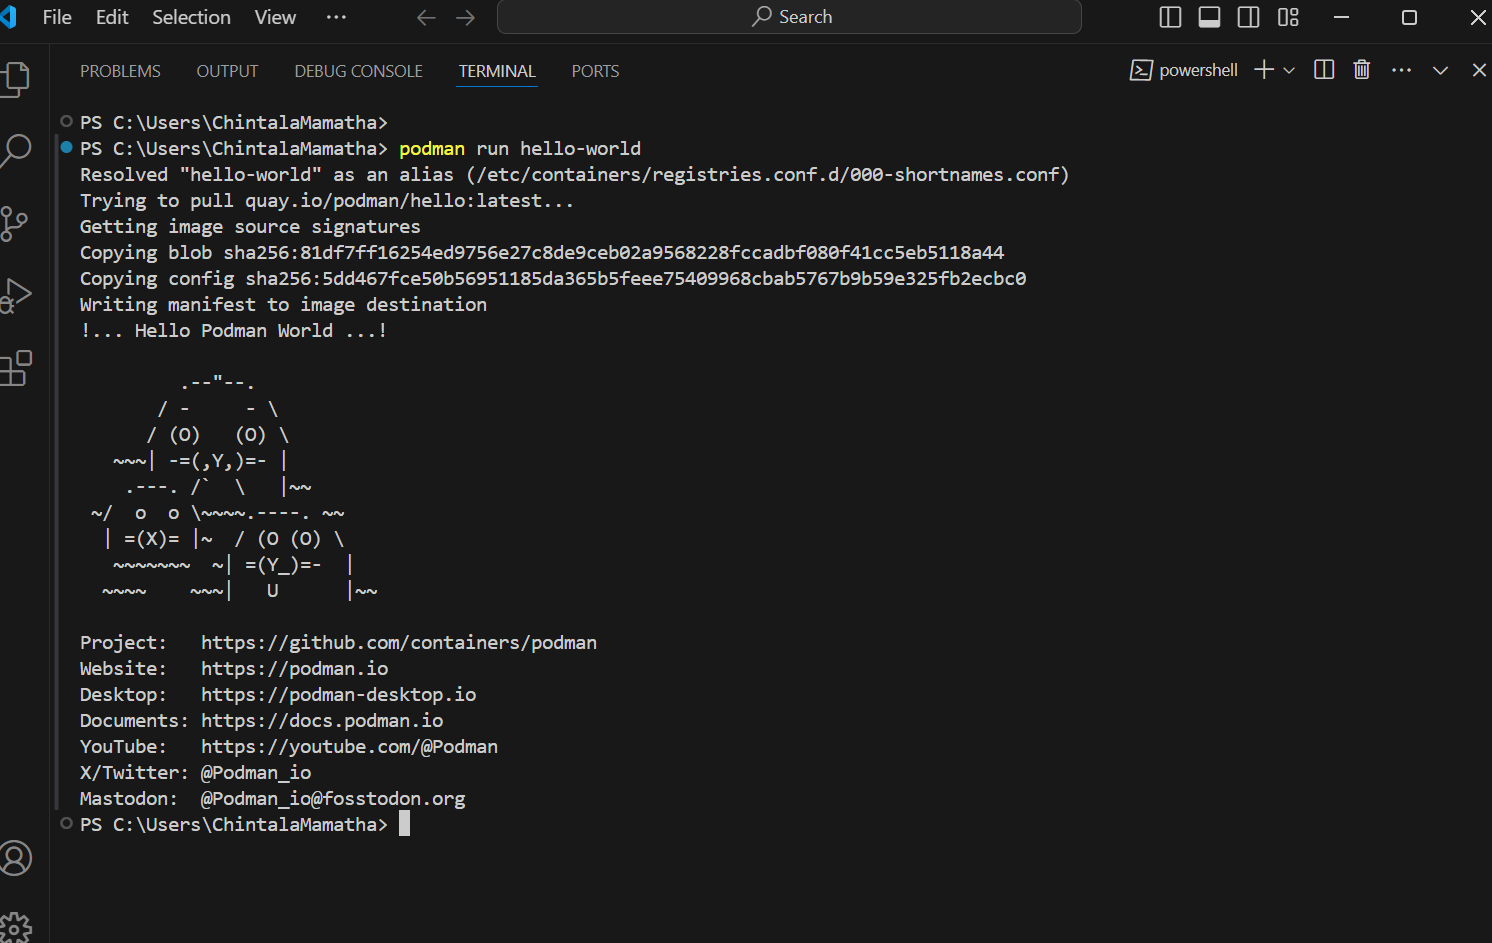 File Edit Selection View ··· Search
PROBLEMS OUTPUT DEBUG CONSOLE TERMINAL PORTS powershell
PS C:\Users\ChintalaMamatha>
PS C:\Users\ChintalaMamatha> podman run hello-world
Resolved "hello-world" as an alias (/etc/containers/registries.conf.d/000-shortnames.conf)
Trying to pull quay.io/podman/hello:latest...
Getting image source signatures
Copying blob sha256:81df7ff16254ed9756e27c8de9ceb02a9568228fccadbf080f41cc5eb5118a44
Copying config sha256:5dd467fce50b56951185da365b5feee75409968cbab5767b9b59e325fb2ecbc0
Writing manifest to image destination
!... Hello Podman World ...!

         .--"--.
       / -     - \
      / (O)   (O) \
   ~~~| -=(,Y,)=- |
    .---. /`  \   |~~
 ~/  o  o \~~~~.----. ~~
  | =(X)= |~  / (O (O) \
   ~~~~~~~  ~| =(Y_)=-  |
  ~~~~    ~~~|   U      |~~

Project:   https://github.com/containers/podman
Website:   https://podman.io
Desktop:   https://podman-desktop.io
Documents: https://docs.podman.io
YouTube:   https://youtube.com/@Podman
X/Twitter: @Podman_io
Mastodon:  @Podman_io@fosstodon.org
PS C:\Users\ChintalaMamatha>